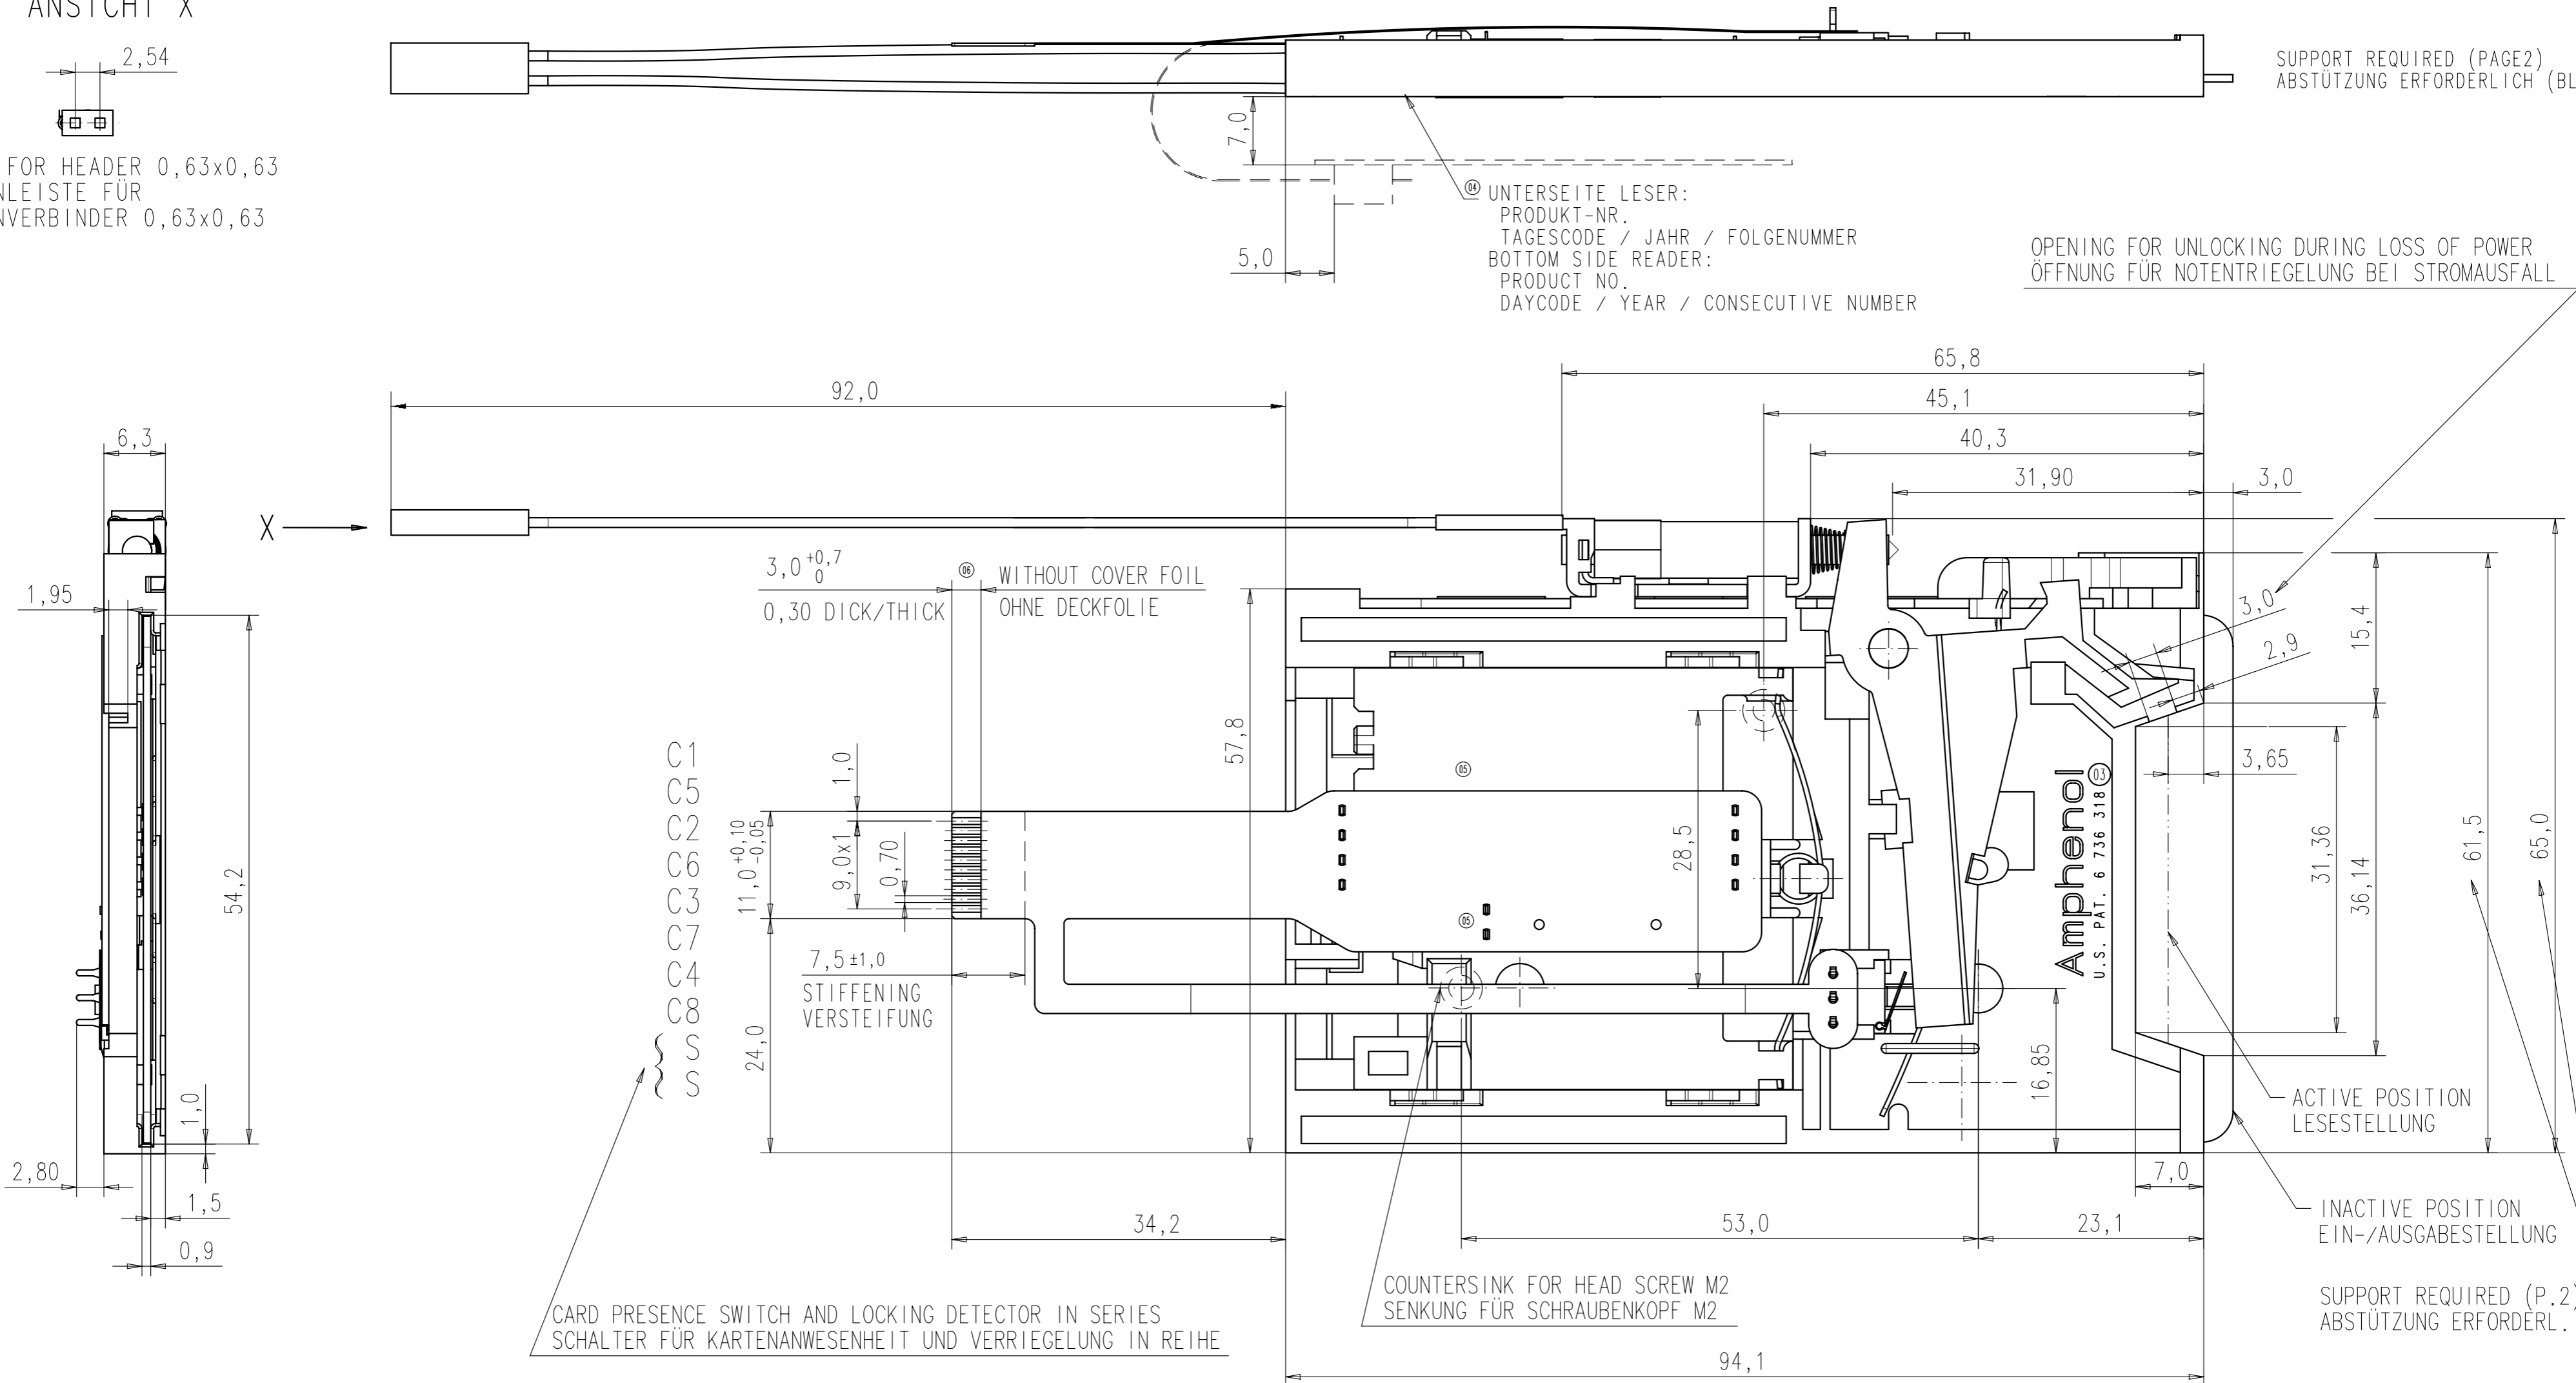 ANSICHT X
2,54
FOR HEADER 0,63x0,63
NLEISTE FÜR
NVERBINDER 0,63x0,63
SUPPORT REQUIRED (PAGE2)
ABSTÜTZUNG ERFORDERLICH (BL
7,0
5,0
04 UNTERSEITE LESER:
PRODUKT-NR.
TAGESCODE / JAHR / FOLGENUMMER
BOTTOM SIDE READER:
PRODUCT NO.
DAYCODE / YEAR / CONSECUTIVE NUMBER
OPENING FOR UNLOCKING DURING LOSS OF POWER
ÖFFNUNG FÜR NOTENTRIEGELUNG BEI STROMAUSFALL
65,8
92,0
45,1
6,3
40,3
31,90
3,0
X
3,0 +0,7 0
06 WITHOUT COVER FOIL
0,30 DICK/THICK
OHNE DECKFOLIE
1,95
3,0
15,4
2,9
57,8
3,65
C1
C5
C2
C6
C3
C7
C4
C8
S
S
1,0
11,0 +0,10 -0,05
9,0x1
0,70
05
05
28,5
Amphenol 03
U.S. PAT. 6 736 318
31,36
36,14
61,5
65,0
54,2
7,5 ±1,0
STIFFENING
VERSTEIFUNG
24,0
16,85
ACTIVE POSITION
LESESTELLUNG
1,0
2,80
1,5
0,9
7,0
34,2
53,0
23,1
INACTIVE POSITION
EIN-/AUSGABESTELLUNG
COUNTERSINK FOR HEAD SCREW M2
SENKUNG FÜR SCHRAUBENKOPF M2
SUPPORT REQUIRED (P.2)
ABSTÜTZUNG ERFORDERL.
CARD PRESENCE SWITCH AND LOCKING DETECTOR IN SERIES
SCHALTER FÜR KARTENANWESENHEIT UND VERRIEGELUNG IN REIHE
94,1